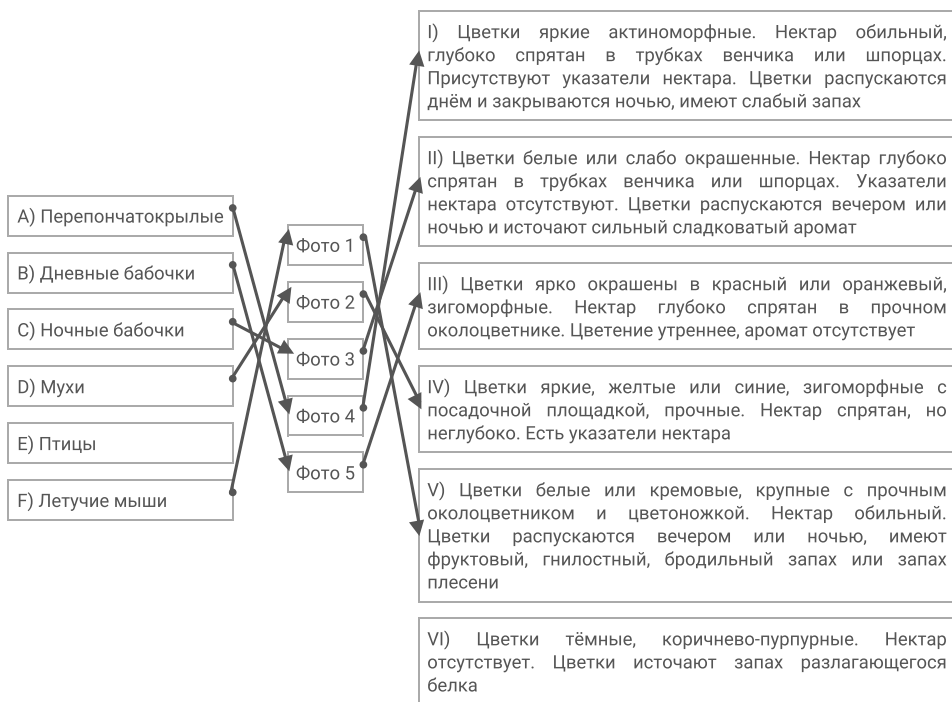 A) Перепончатокрылые
B) Дневные бабочки
C) Ночные бабочки
D) Мухи
E) Птицы
F) Летучие мыши
Фото 1
Фото 2
Фото 3
Фото 4
Фото 5
I) Цветки яркие актиноморфные. Нектар обильный,
глубоко спрятан в трубках венчика или шпорцах.
Присутствуют указатели нектара. Цветки распускаются
днём и закрываются ночью, имеют слабый запах
II) Цветки белые или слабо окрашенные. Нектар глубоко
спрятан в трубках венчика или шпорцах. Указатели
нектара отсутствуют. Цветки распускаются вечером или
ночью и источают сильный сладковатый аромат
III) Цветки ярко окрашены в красный или оранжевый,
зигоморфные. Нектар глубоко спрятан в прочном
околоцветнике. Цветение утреннее, аромат отсутствует
IV) Цветки яркие, желтые или синие, зигоморфные с
посадочной площадкой, прочные. Нектар спрятан, но
неглубоко. Есть указатели нектара
V) Цветки белые или кремовые, крупные с прочным
околоцветником и цветоножкой. Нектар обильный.
Цветки распускаются вечером или ночью, имеют
фруктовый, гнилостный, бродильный запах или запах
плесени
VI) Цветки тёмные, коричнево-пурпурные. Нектар
отсутствует. Цветки источают запах разлагающегося
белка